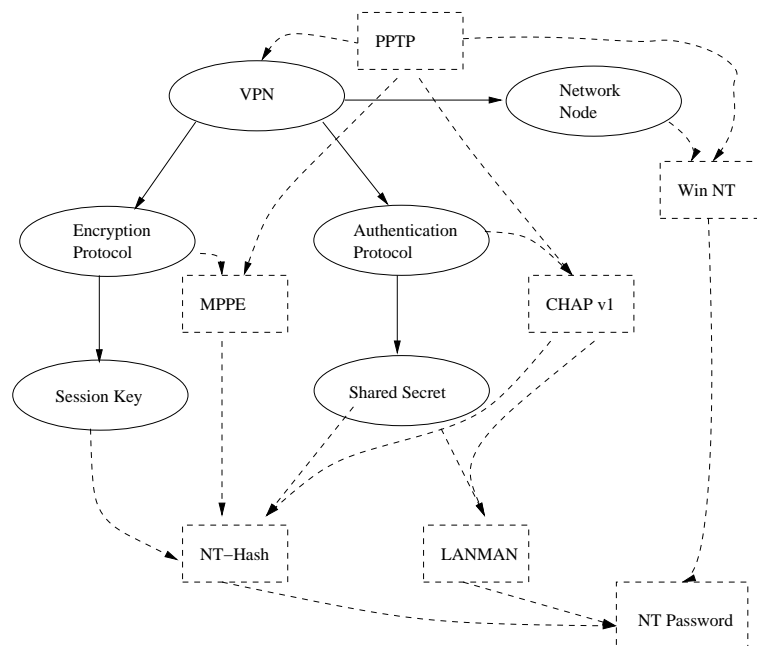 PPTP
VPN
Network
Node
Win NT
Encryption
Protocol
Authentication
Protocol
MPPE
CHAP v1
Session Key
Shared Secret
NT−Hash
LANMAN
NT Password